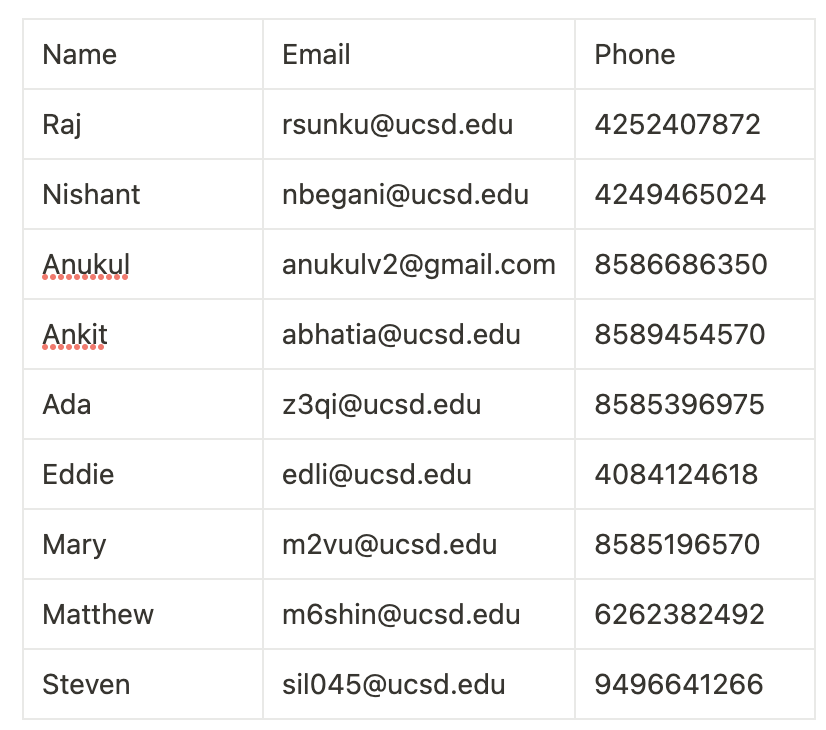 Name Email Phone
Raj rsunku@ucsd.edu 4252407872
Nishant nbegani@ucsd.edu 4249465024
Anukul anukulv2@gmail.com 8586686350
Ankit abhatia@ucsd.edu 8589454570
Ada z3qi@ucsd.edu 8585396975
Eddie edli@ucsd.edu 4084124618
Mary m2vu@ucsd.edu 8585196570
Matthew m6shin@ucsd.edu 6262382492
Steven sil045@ucsd.edu 9496641266